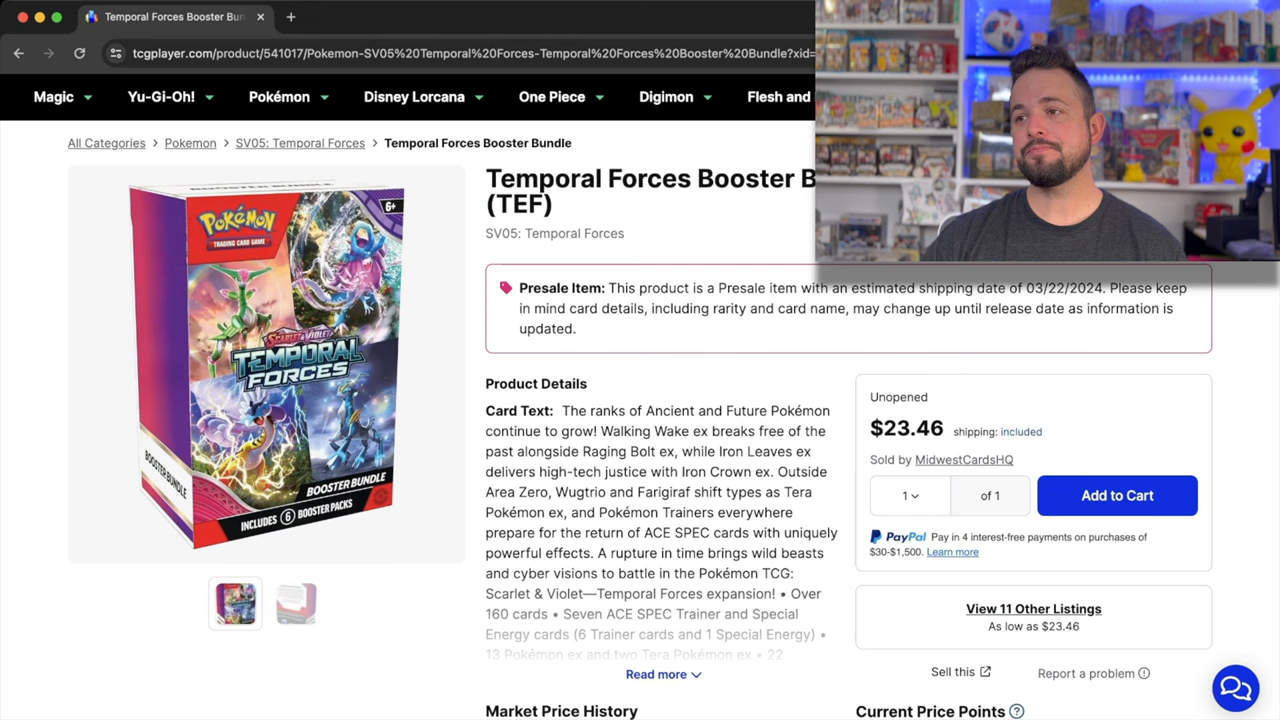 Temporal Forces Booster Bun
tcgplayer.com/product/541017/Pokemon-SV05%20Temporal%20Forces-Temporal%20Forces%20Booster%20Bundle?xid=
Magic Yu-Gi-Oh! Pokémon Disney Lorcana One Piece Digimon Flesh and
All Categories > Pokemon > SV05: Temporal Forces > Temporal Forces Booster Bundle
BOOSTER BUNDLE
6+
Pokémon
TRADING CARD GAME
SCARLET & VIOLET
TEMPORAL
FORCES
BOOSTER BUNDLE
BOOSTER BUNDLE
INCLUDES 6 BOOSTER PACKS
Temporal Forces Booster B
(TEF)
SV05: Temporal Forces
Presale Item: This product is a Presale item with an estimated shipping date of 03/22/2024. Please keep
in mind card details, including rarity and card name, may change up until release date as information is
updated.
Product Details
Card Text: The ranks of Ancient and Future Pokémon
continue to grow! Walking Wake ex breaks free of the
past alongside Raging Bolt ex, while Iron Leaves ex
delivers high-tech justice with Iron Crown ex. Outside
Area Zero, Wugtrio and Farigiraf shift types as Tera
Pokémon ex, and Pokémon Trainers everywhere
prepare for the return of ACE SPEC cards with uniquely
powerful effects. A rupture in time brings wild beasts
and cyber visions to battle in the Pokémon TCG:
Scarlet & Violet—Temporal Forces expansion! • Over
160 cards • Seven ACE SPEC Trainer and Special
Energy cards (6 Trainer cards and 1 Special Energy) •
13 Pokémon ex and two Tera Pokémon ex • 22
Read more
Unopened
$23.46 shipping: included
Sold by MidwestCardsHQ
1 of 1
Add to Cart
PayPal Pay in 4 interest-free payments on purchases of
$30-$1,500. Learn more
View 11 Other Listings
As low as $23.46
Sell this
Report a problem
Market Price History
Current Price Points